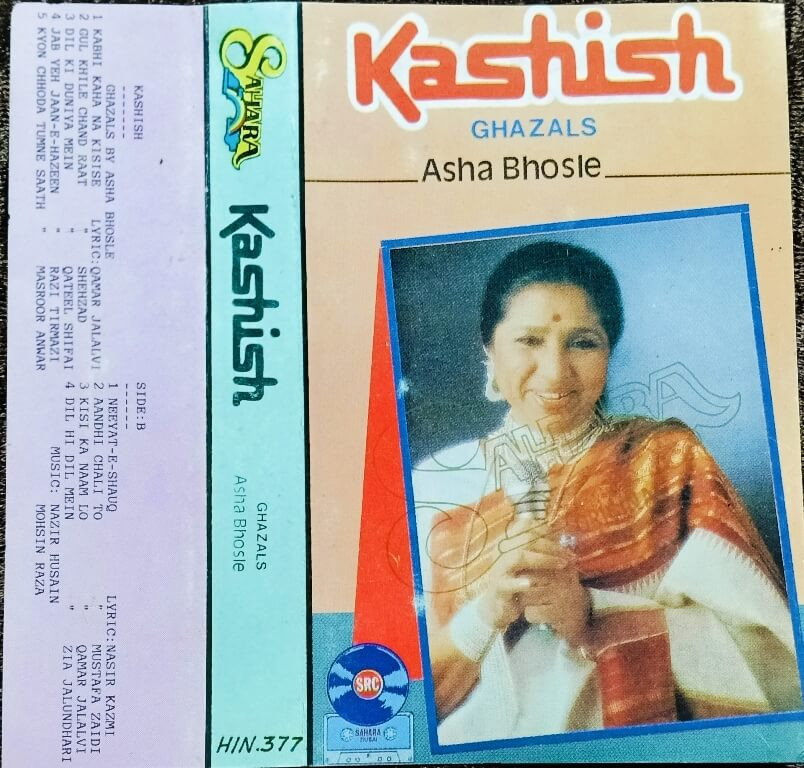 Kashish
GHAZALS
Asha Bhosle
SAHARA
SRC
SAHARA
DUBAI
SAHARA
Kashish
GHAZALS
Asha Bhosle
HIN.377
KASHISH
-------
GHAZALS BY ASHA BHOSLE
1 KABHI KAHA NA KISISE LYRIC:QAMAR JALALVI
2 GUL KHILE CHAND RAAT " SHEHZAD
3 DIL KI DUNIYA MEIN " QATEEL SHIFAI
4 JAB YEH JAAN-E-HAZEEN " RAZI TIRMAZI
5 KYON CHHODA TUMNE SAATH " MASROOR ANWAR
SIDE:B
------
1 NEEYAT-E-SHAUQ LYRIC:NASIR KAZMI
2 AANDHI CHALI TO " MUSTAFA ZAIDI
3 KISI KA NAAM LO " QAMAR JALALVI
4 DIL HI DIL MEIN " ZIA JALUNDHARI
MUSIC: NAZIR HUSAIN
MOHSIN RAZA